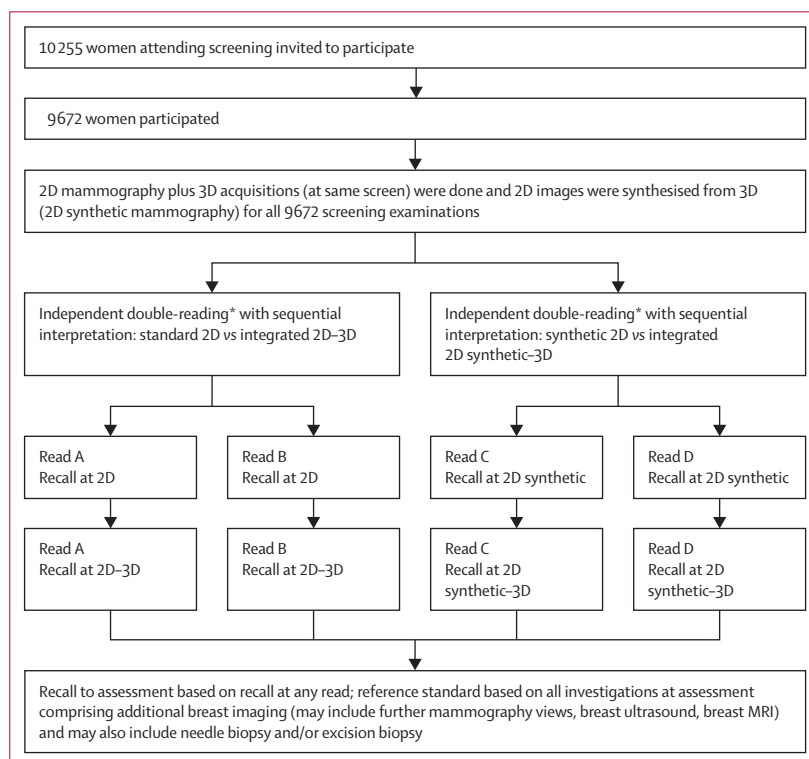 10 255 women attending screening invited to participate
9672 women participated
2D mammography plus 3D acquisitions (at same screen) were done and 2D images were synthesised from 3D
(2D synthetic mammography) for all 9672 screening examinations
Independent double-reading* with sequential
interpretation: standard 2D vs integrated 2D–3D
Independent double-reading* with sequential
interpretation: synthetic 2D vs integrated
2D synthetic–3D
Read A
Recall at 2D
Read B
Recall at 2D
Read C
Recall at 2D synthetic
Read D
Recall at 2D synthetic
Read A
Recall at 2D–3D
Read B
Recall at 2D–3D
Read C
Recall at 2D
synthetic–3D
Read D
Recall at 2D
synthetic–3D
Recall to assessment based on recall at any read; reference standard based on all investigations at assessment
comprising additional breast imaging (may include further mammography views, breast ultrasound, breast MRI)
and may also include needle biopsy and/or excision biopsy